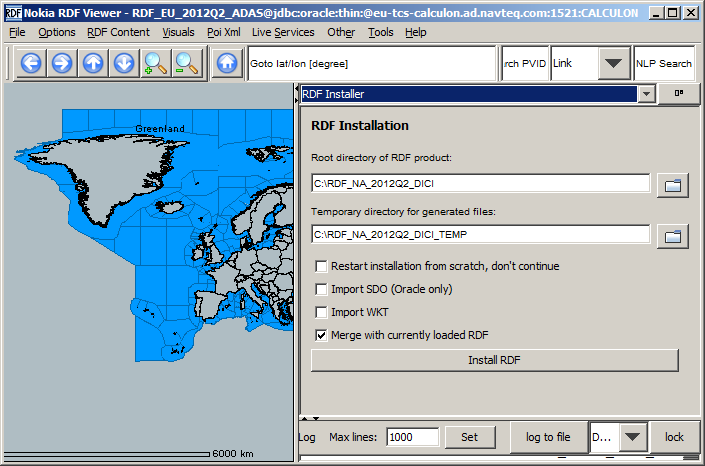 RDF Nokia RDF Viewer - RDF_EU_2012Q2_ADAS@jdbc:oracle:thin:@eu-tcs-calculon.ad.navteq.com:1521:CALCULON
File Options RDF Content Visuals Poi Xml Live Services Other Tools Help
Goto lat/lon [degree] rch PVID Link NLP Search
RDF Installer
Greenland
RDF Installation
Root directory of RDF product:
C:\RDF_NA_2012Q2_DICI
Temporary directory for generated files:
C:\RDF_NA_2012Q2_DICI_TEMP
Restart installation from scratch, don't continue
Import SDO (Oracle only)
Import WKT
Merge with currently loaded RDF
Install RDF
Log Max lines: 1000 Set log to file D... lock
6000 km